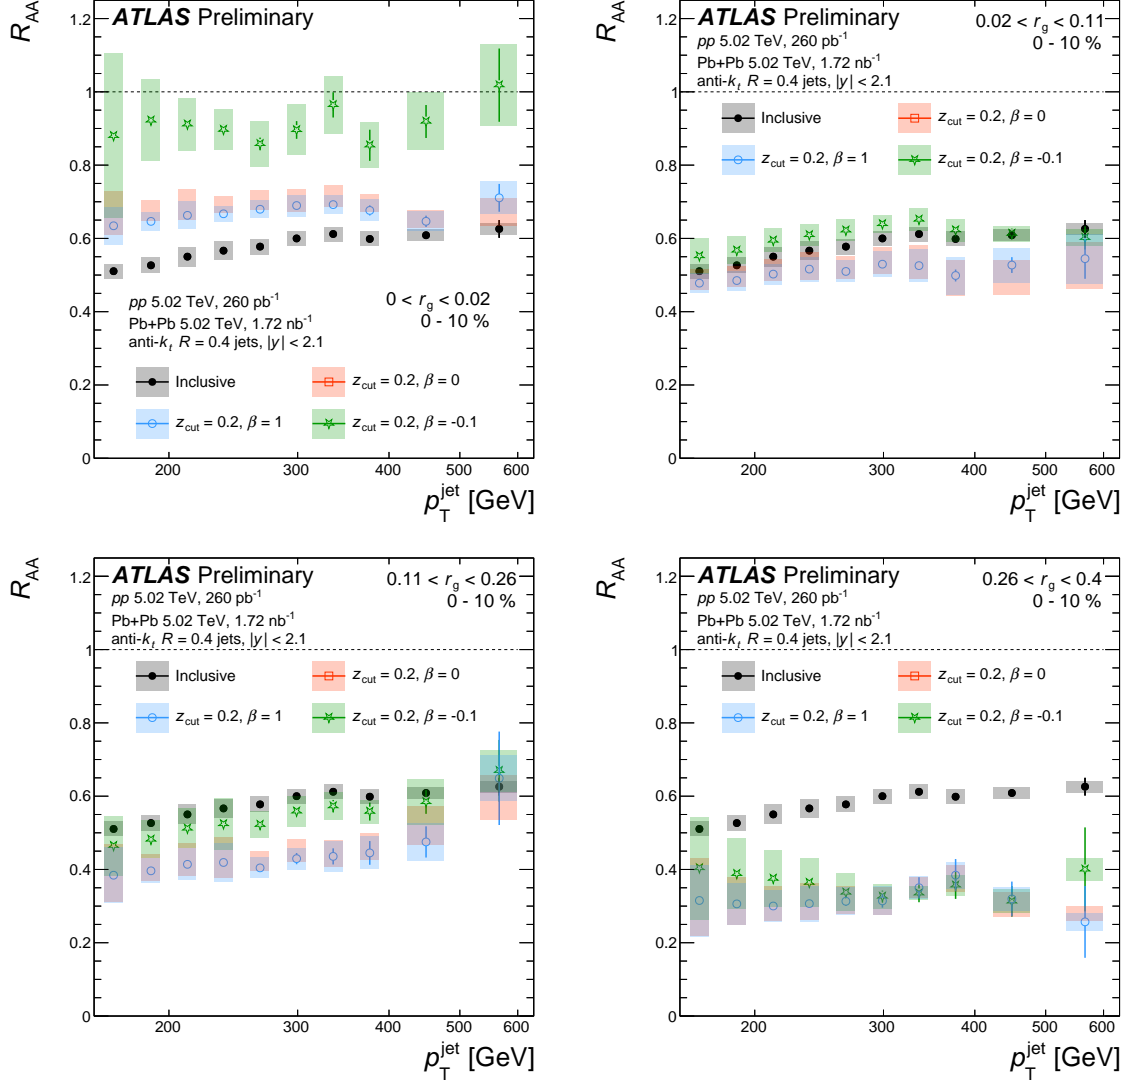 R_AA
1.2
1
0.8
0.6
0.4
0.2
0
ATLAS Preliminary
pp 5.02 TeV, 260 pb⁻¹
Pb+Pb 5.02 TeV, 1.72 nb⁻¹
anti-k_t R = 0.4 jets, |y| < 2.1
0 < r_g < 0.02
0 - 10 %
Inclusive
z_cut = 0.2, β = 0
z_cut = 0.2, β = 1
z_cut = 0.2, β = -0.1
200 300 400 500 600
p_T^jet [GeV]
R_AA
1.2
1
0.8
0.6
0.4
0.2
0
ATLAS Preliminary
0.02 < r_g < 0.11
pp 5.02 TeV, 260 pb⁻¹
0 - 10 %
Pb+Pb 5.02 TeV, 1.72 nb⁻¹
anti-k_t R = 0.4 jets, |y| < 2.1
Inclusive
z_cut = 0.2, β = 0
z_cut = 0.2, β = 1
z_cut = 0.2, β = -0.1
200 300 400 500 600
p_T^jet [GeV]
R_AA
1.2
1
0.8
0.6
0.4
0.2
0
ATLAS Preliminary
0.11 < r_g < 0.26
pp 5.02 TeV, 260 pb⁻¹
0 - 10 %
Pb+Pb 5.02 TeV, 1.72 nb⁻¹
anti-k_t R = 0.4 jets, |y| < 2.1
Inclusive
z_cut = 0.2, β = 0
z_cut = 0.2, β = 1
z_cut = 0.2, β = -0.1
200 300 400 500 600
p_T^jet [GeV]
R_AA
1.2
1
0.8
0.6
0.4
0.2
0
ATLAS Preliminary
0.26 < r_g < 0.4
pp 5.02 TeV, 260 pb⁻¹
0 - 10 %
Pb+Pb 5.02 TeV, 1.72 nb⁻¹
anti-k_t R = 0.4 jets, |y| < 2.1
Inclusive
z_cut = 0.2, β = 0
z_cut = 0.2, β = 1
z_cut = 0.2, β = -0.1
200 300 400 500 600
p_T^jet [GeV]